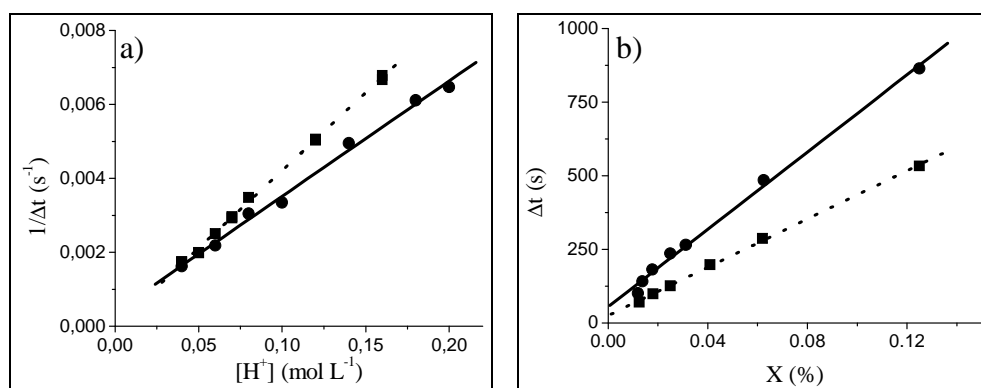 a)
0,008
0,006
0,004
0,002
0,000
1/Δt (s⁻¹)
0,00 0,05 0,10 0,15 0,20
[H⁺] (mol L⁻¹)
b)
1000
750
500
250
0
Δt (s)
0.00 0.04 0.08 0.12
X (%)